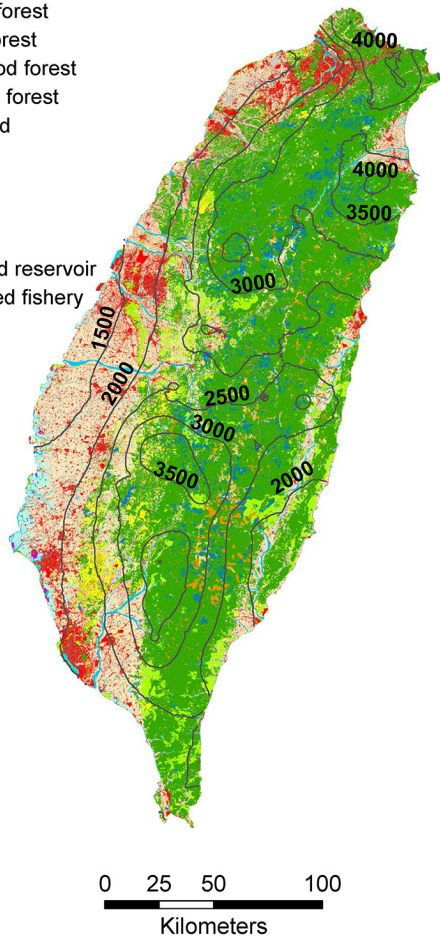 forest
orest
od forest
forest
d
d reservoir
ed fishery
4000
4000
3500
3000
1500
2000
2500
3000
3500
2000
0 25 50 100
Kilometers